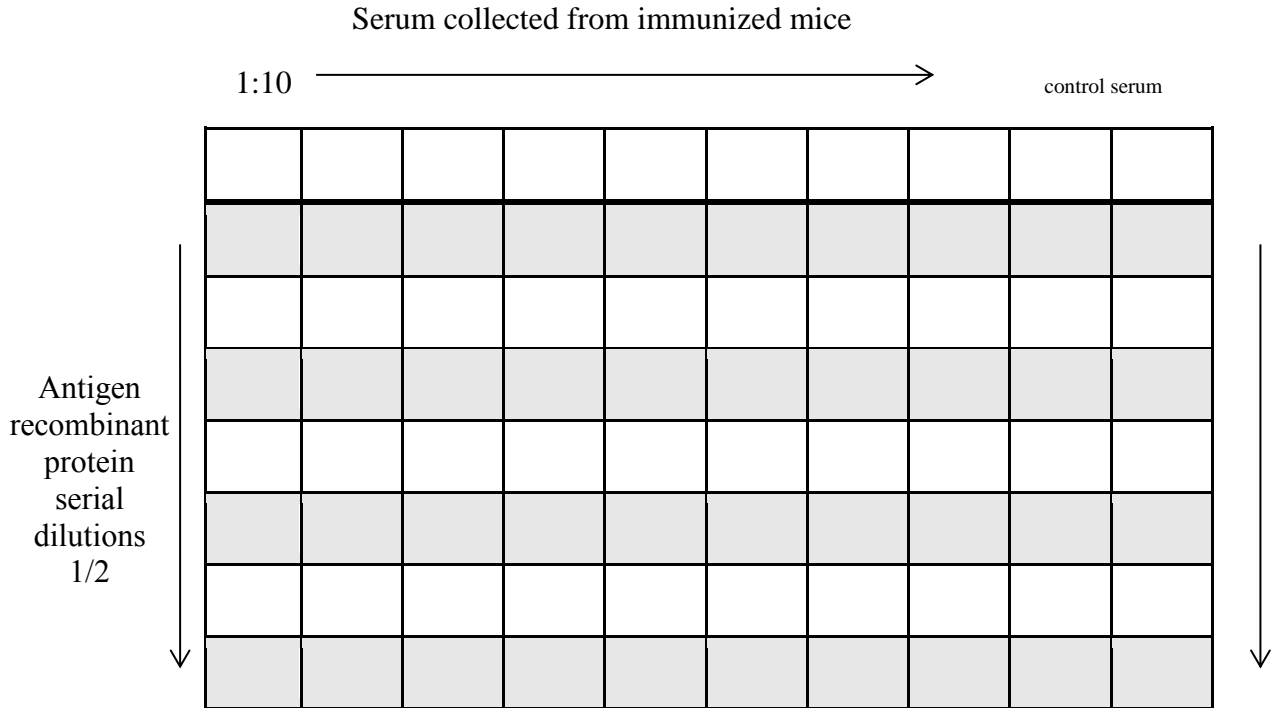 Serum collected from immunized mice
1:10
control serum
Antigen
recombinant
protein
serial
dilutions
1/2